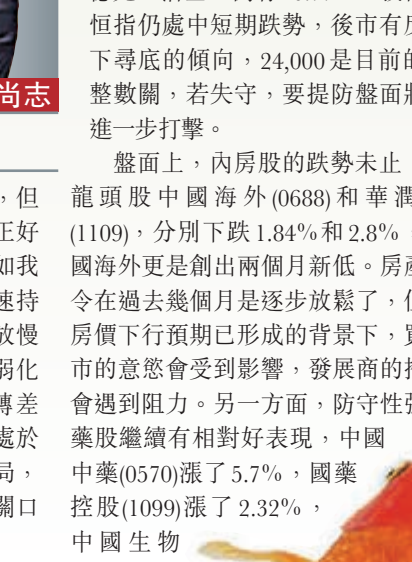 尚志
，但
正好
如我
速持
放慢
弱化
轉差
處於
局，
關口
恒指仍處中短期跌勢，後市有反
下尋底的傾向，24,000是目前的
整數關，若失守，要提防盤面將
進一步打擊。
盤面上，內房股的跌勢未止，
龍頭股中國海外(0688)和華潤
(1109)，分別下跌1.84%和2.8%，
國海外更是創出兩個月新低。房產
令在過去幾個月是逐步放鬆了，但
房價下行預期已形成的背景下，買
市的意慾會受到影響，發展商的
會遇到阻力。另一方面，防守性強
藥股繼續有相對好表現，中國
中藥(0570)漲了5.7%，國藥
控股(1099)漲了2.32%，
中國生物